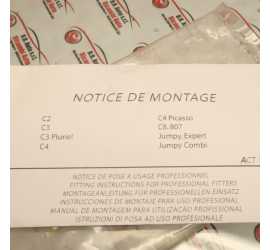 NOTICE DE MONTAGE
C2
C3
C3 Pluriel
C4
C4 Picasso
C8, 807
Jumpy, Expert
Jumpy Combi
ACT
NOTICE DE POSE A USAGE PROFESSIONNEL
FITTING INSTRUCTIONS FOR PROFESSIONAL FITTERS
MONTAGEANLEITUNG FÜR PROFESSIONELLEN EINSATZ
INSTRUCCIONES DE MONTAJE PARA USO PROFESIONAL
MANUAL DE MONTAGEM PARA UTILIZAÇÃO PROFISSIONAL
ISTRUZIONI DI POSA AD USO PROFESIONALE